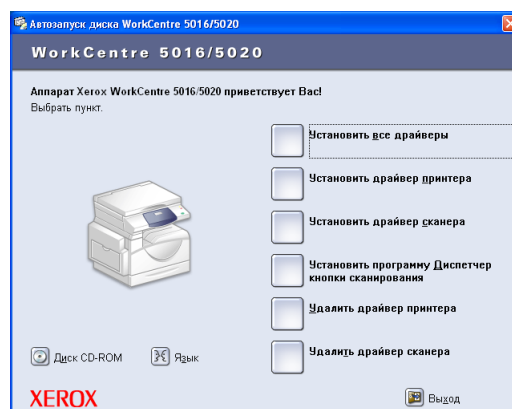 Автозапуск диска WorkCentre 5016/5020
WorkCentre 5016/5020
Аппарат Xerox WorkCentre 5016/5020 приветствует Вас!
Выбрать пункт.
Установить все драйверы
Установить драйвер принтера
Установить драйвер сканера
Установить программу Диспетчер
кнопки сканирования
Удалить драйвер принтера
Удалить драйвер сканера
Диск CD-ROM
Язык
XEROX
Выход